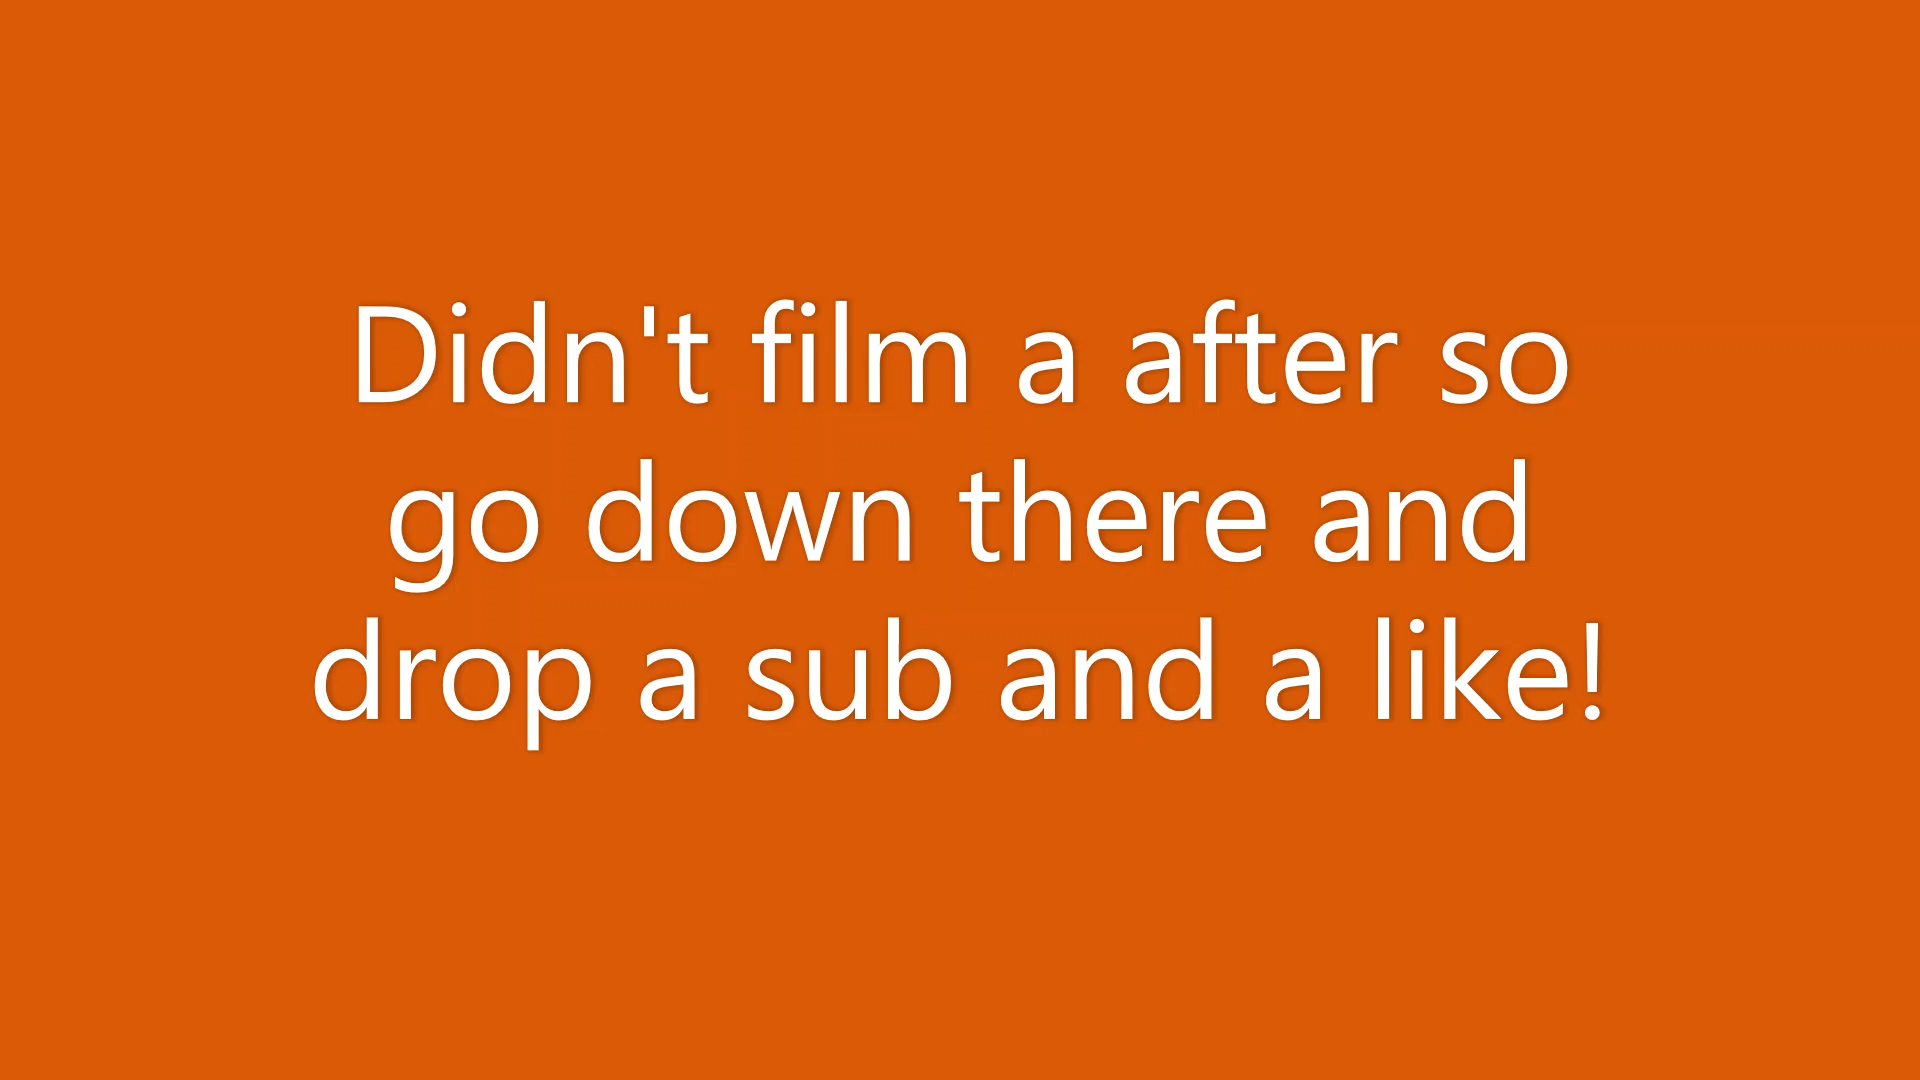 Didn't film a after so
go down there and
drop a sub and a like!